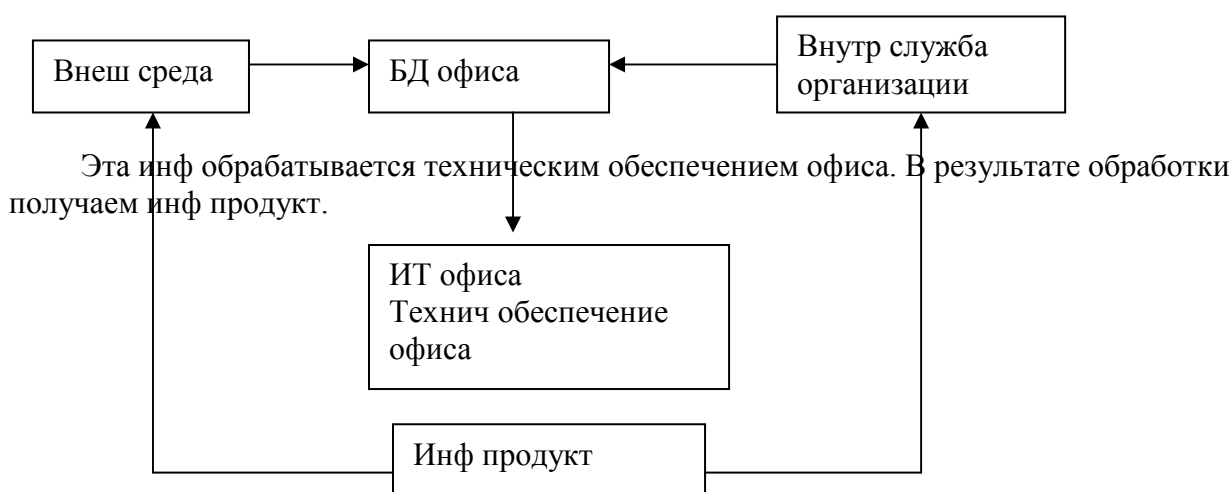 Внеш среда
БД офиса
Внутр служба
организации
Эта инф обрабатывается техническим обеспечением офиса. В результате обработки
получаем инф продукт.
ИТ офиса
Технич обеспечение
офиса
Инф продукт